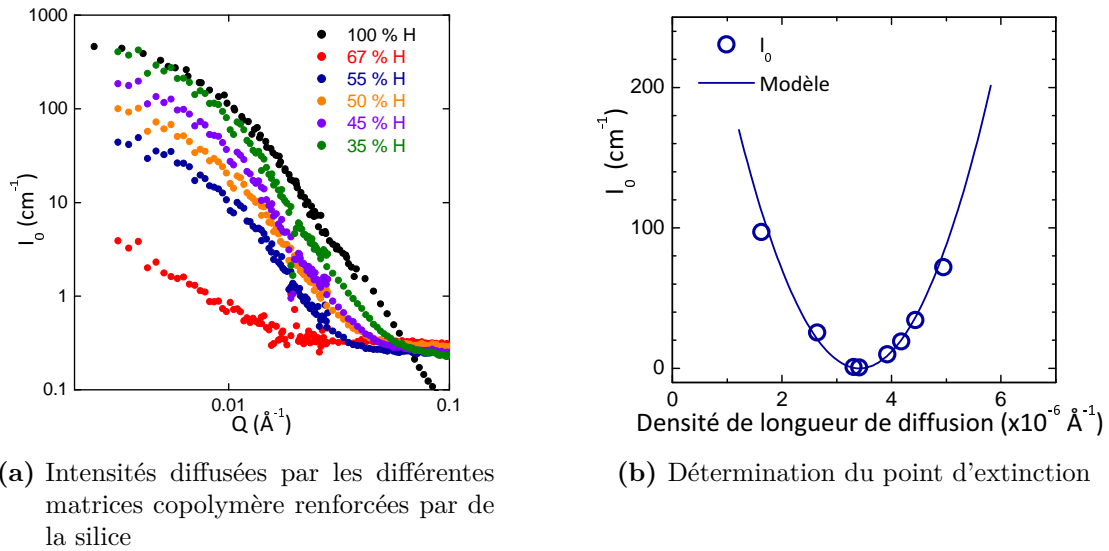 1000
100
10
1
0.1
I₀ (cm⁻¹)
100 % H
67 % H
55 % H
50 % H
45 % H
35 % H
0.01
0.1
Q (Å⁻¹)
(a) Intensités diffusées par les différentes
matrices copolymère renforcées par de
la silice
200
100
0
I₀ (cm⁻¹)
I₀
Modèle
0
2
4
6
Densité de longueur de diffusion (x10⁻⁶ Å⁻¹)
(b) Détermination du point d'extinction